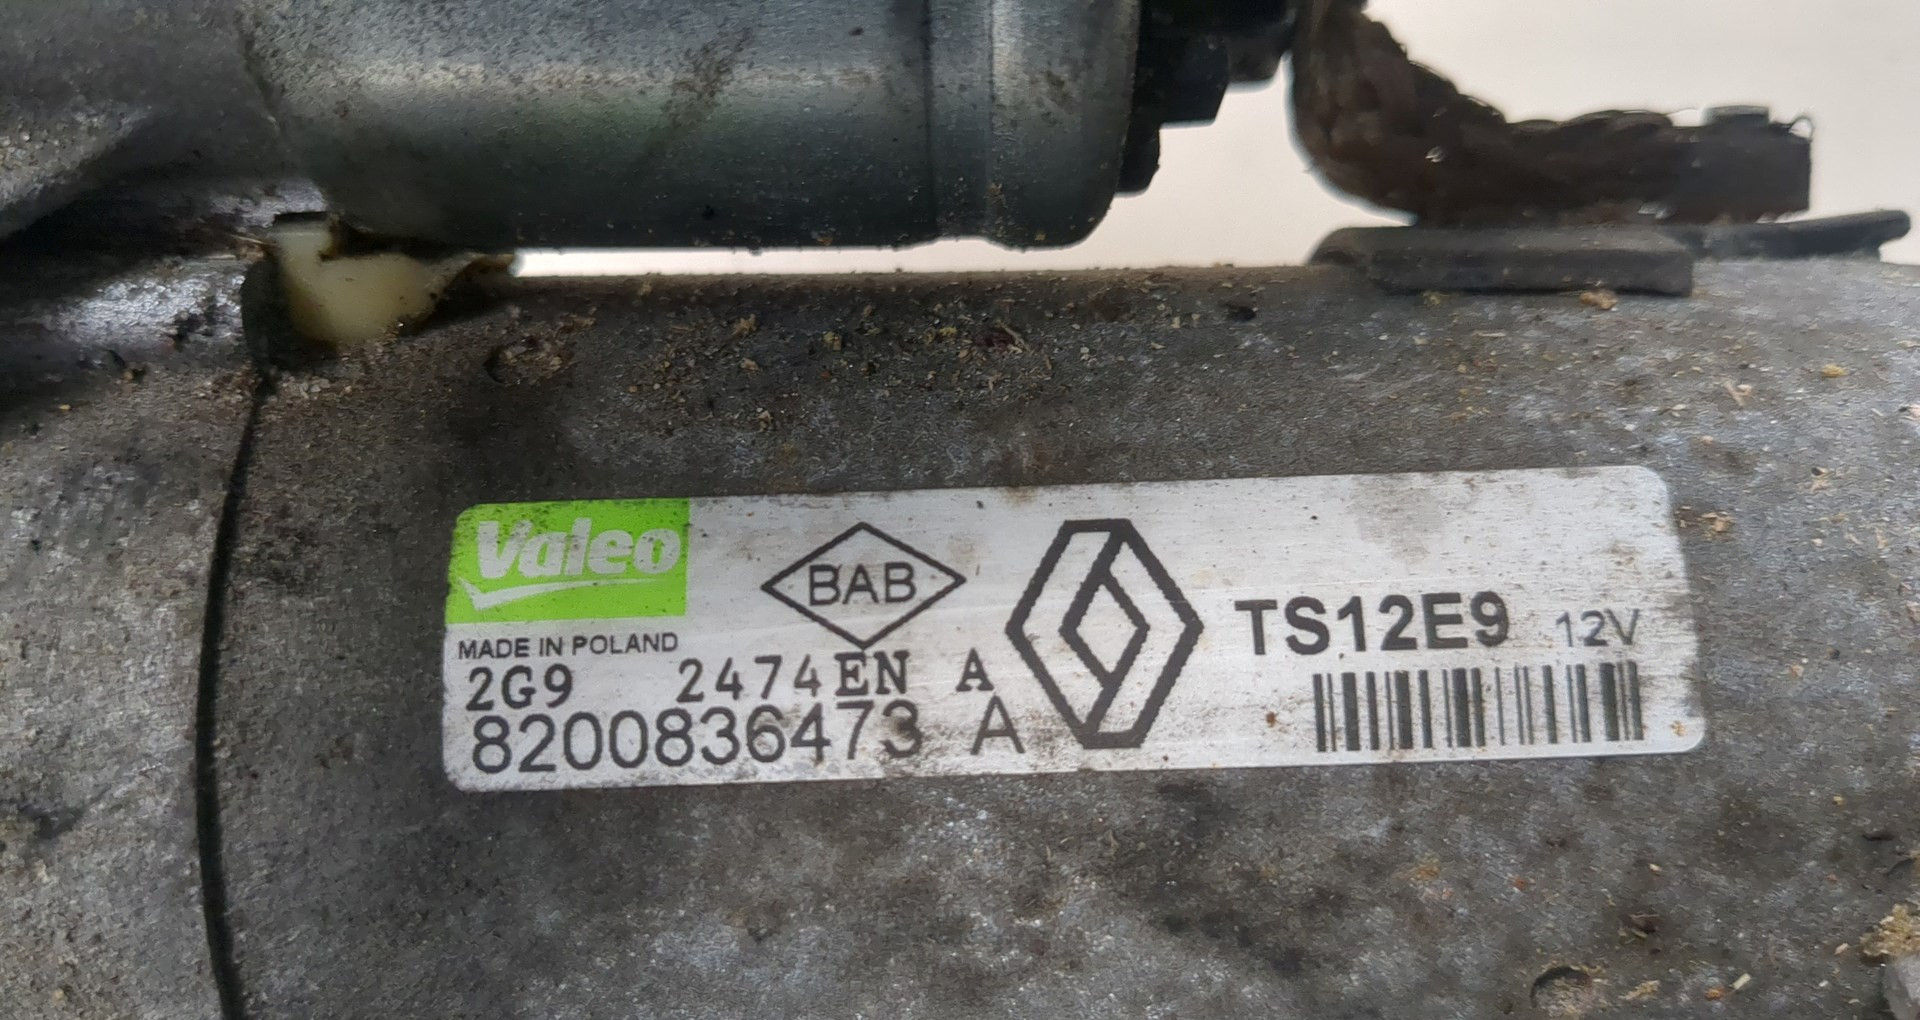 Valeo
BAB
MADE IN POLAND
TS12E9 12V
2G9 2474EN A
8200836473 A